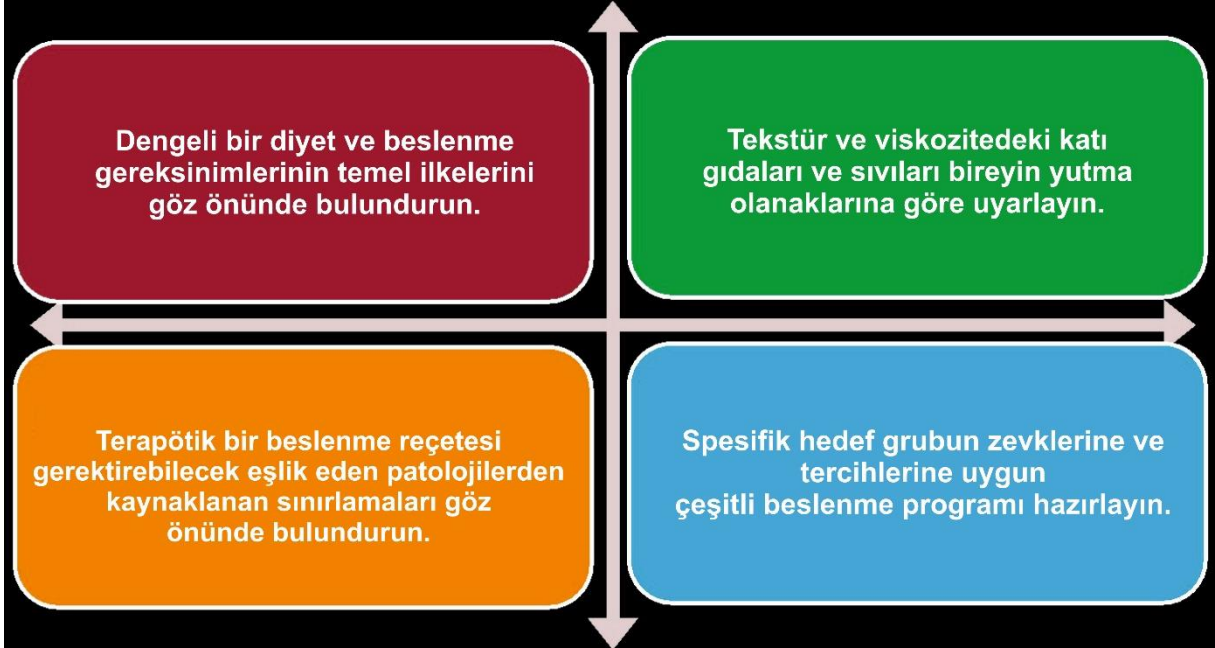 Dengeli bir diyet ve beslenme
gereksinimlerinin temel ilkelerini
göz önünde bulundurun.
Tekstür ve viskozitedeki katı
gıdaları ve sıvıları bireyin yutma
olanaklarına göre uyarlayın.
Terapötik bir beslenme reçetesi
gerektirebilecek eşlik eden patolojilerden
kaynaklanan sınırlamaları göz
önünde bulundurun.
Spesifik hedef grubun zevklerine ve
tercihlerine uygun
çeşitli beslenme programı hazırlayın.